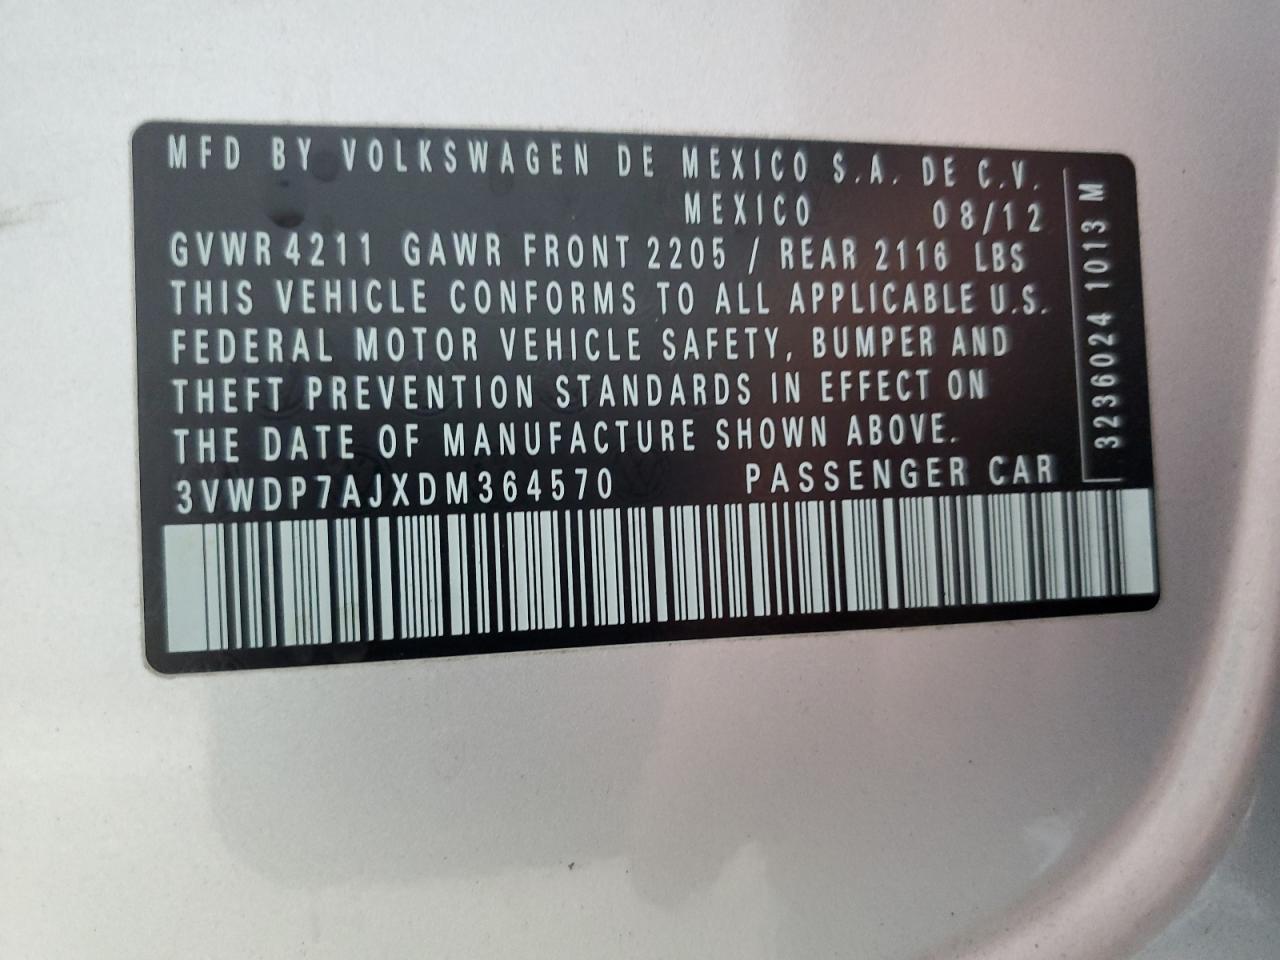 MFD BY VOLKSWAGEN DE MEXICO S.A. DE C.V.
MEXICO 08/12
GVWR 4211 GAWR FRONT 2205 / REAR 2116 LBS
THIS VEHICLE CONFORMS TO ALL APPLICABLE U.S.
FEDERAL MOTOR VEHICLE SAFETY, BUMPER AND
THEFT PREVENTION STANDARDS IN EFFECT ON
THE DATE OF MANUFACTURE SHOWN ABOVE.
3VWDP7AJXDM364570 PASSENGER CAR
3236024 1013 M